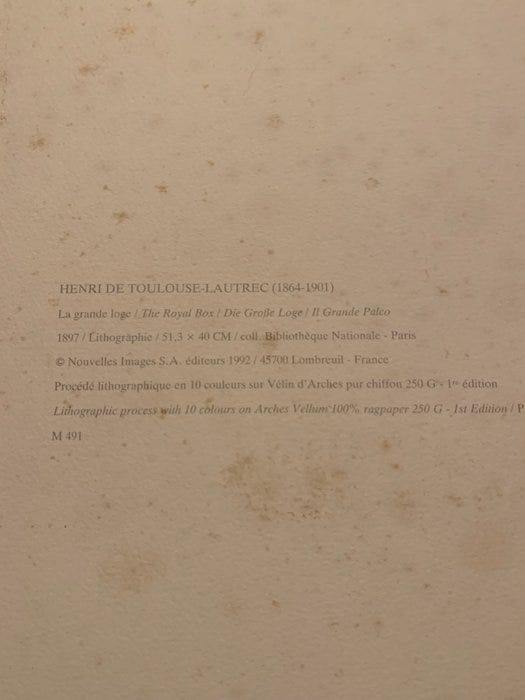 HENRI DE TOULOUSE-LAUTREC (1864-1901)
La grande loge / The Royal Box / Die Große Loge / Il Grande Palco
1897 / Lithographie / 51,3 × 40 CM / coll. Bibliothèque Nationale - Paris
© Nouvelles Images S.A. éditeurs 1992 / 45700 Lombreuil - France
Procédé lithographique en 10 couleurs sur Vélin d'Arches pur chiffon 250 G - 1re édition
Lithographic process with 10 colours on Arches Vellum 100% ragpaper 250 G - 1st Edition / P
M 491